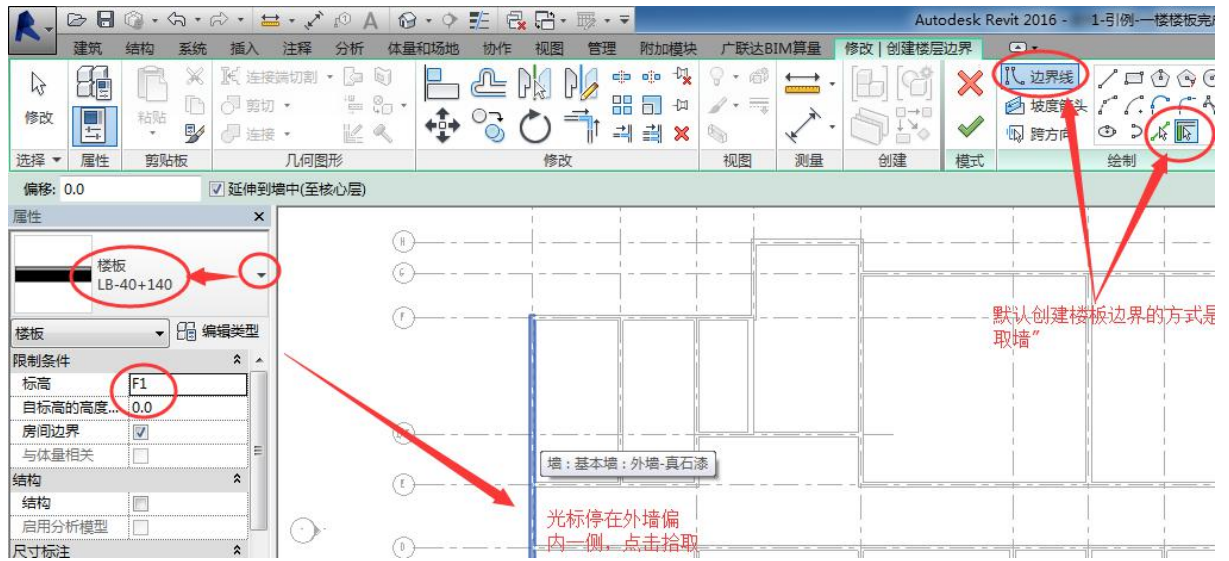 Autodesk Revit 2016 - 1-引例-一楼楼板完
建筑 结构 系统 插入 注释 分析 体量和场地 协作 视图 管理 附加模块 广联达BIM算量 修改 | 创建楼层边界
连接端切割 边界线
剪切 坡度箭头
修改 粘贴 连接 跨方向
选择 属性 剪贴板 几何图形 修改 视图 测量 创建 模式 绘制
偏移: 0.0 延伸到墙中(至核心层)
属性
楼板
LB-40+140
楼板 编辑类型
限制条件
标高 F1
自标高的高度... 0.0
房间边界
与体量相关
结构
结构
启用分析模型
尺寸标注
H
G
F
E
D
墙 : 基本墙 : 外墙-真石漆
光标停在外墙偏
内一侧，点击拾取
默认创建楼板边界的方式是
取墙”